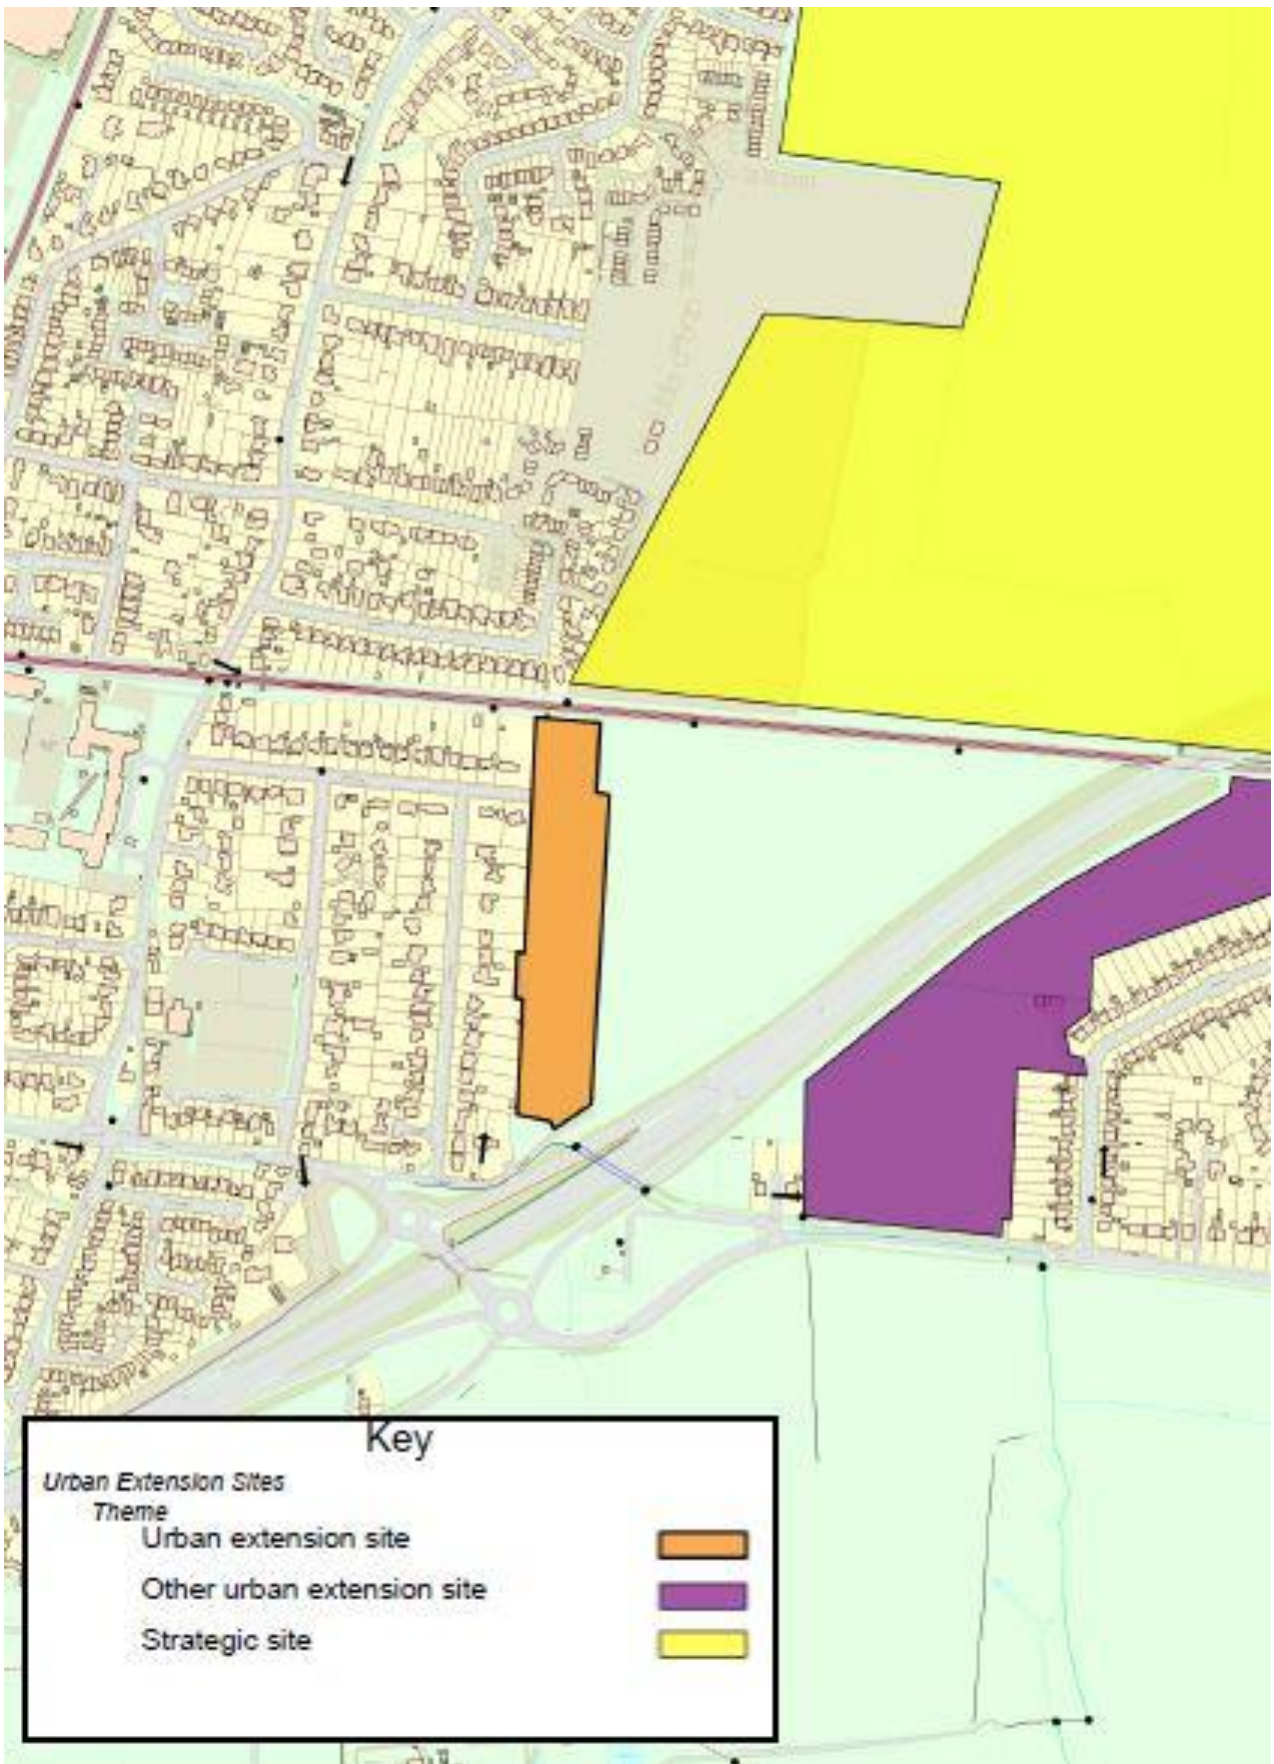 Key
Urban Extension Sites
Theme
Urban extension site
Other urban extension site
Strategic site